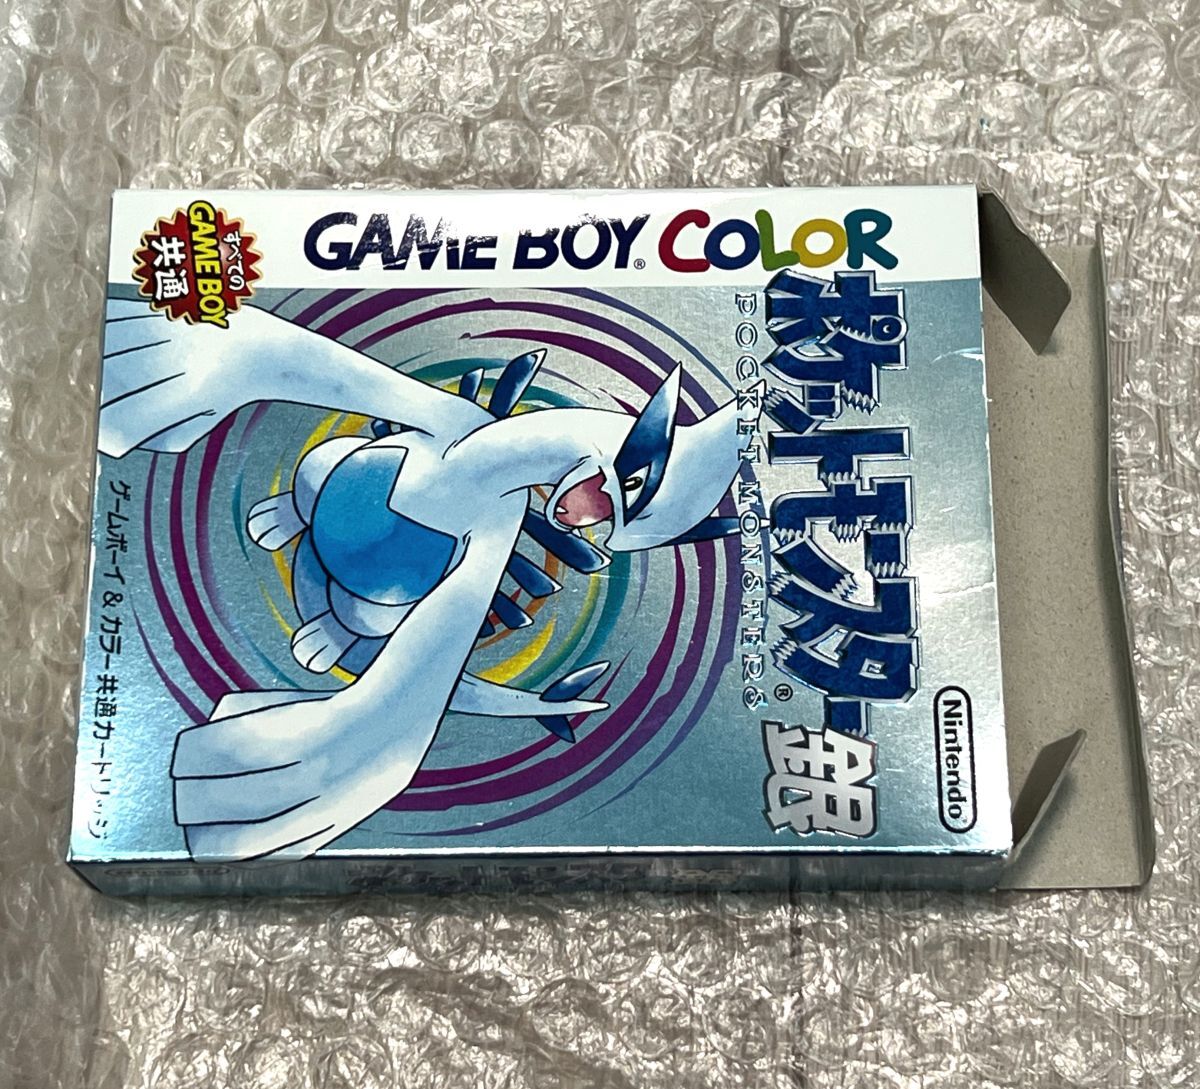 すべての
GAME BOY
共通
GAME BOY® COLOR
ポケットモンスター®
POCKET MONSTERS
銀
Nintendo®
ゲームボーイ&カラー共通カートリッジ